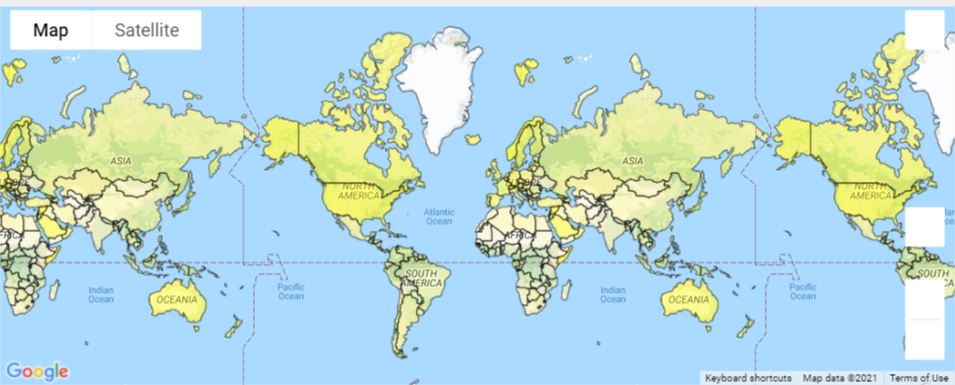 Map Satellite
ASIA
ASIA
NORTH
AMERICA
NORTH
AMERICA
Atlantic
Ocean
AFRICA
SOUTH
AMERICA
SOUTH
Indian
Ocean
OCEANIA
Pacific
Ocean
Indian
Ocean
OCEANIA
Pacific
Ocean
Google
Keyboard shortcuts Map data ©2021 Terms of Use